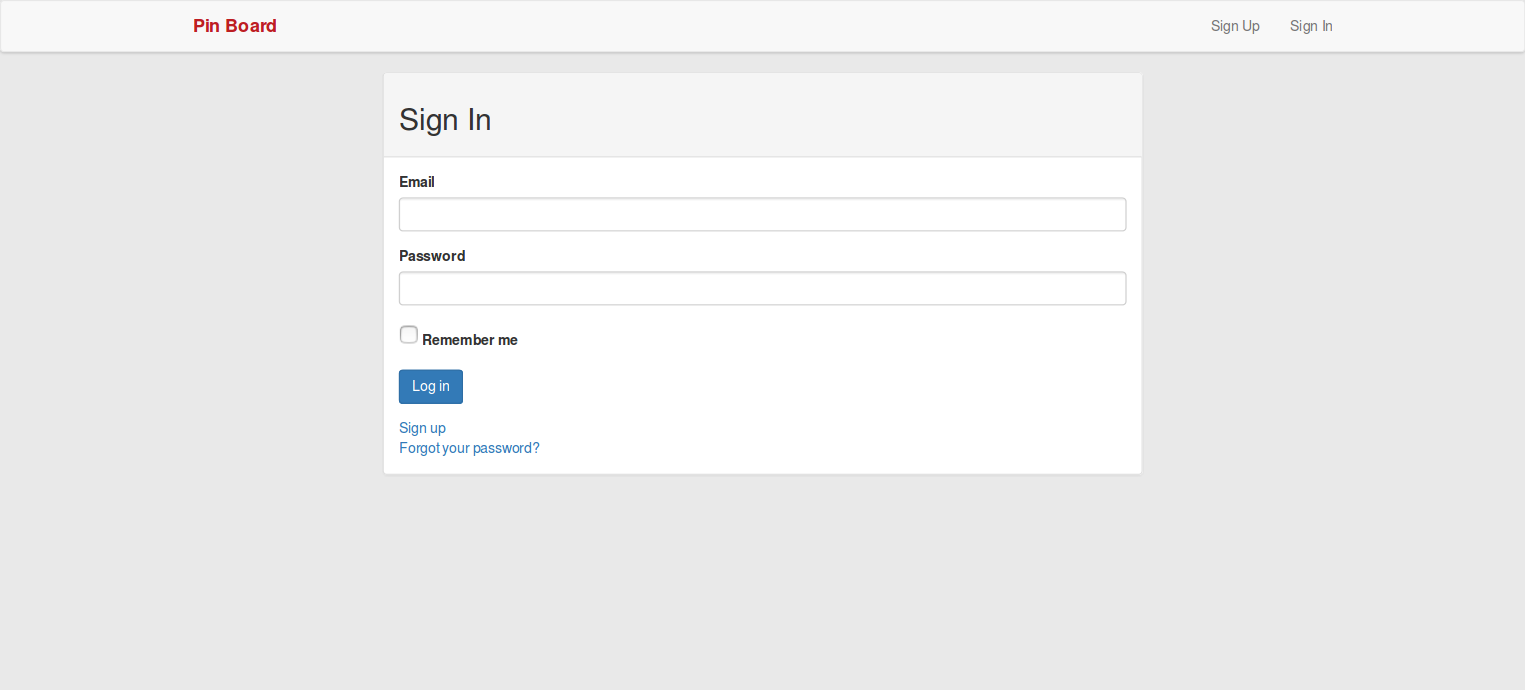 Pin Board
Sign Up
Sign In
Sign In
Email
Password
Remember me
Log in
Sign up
Forgot your password?